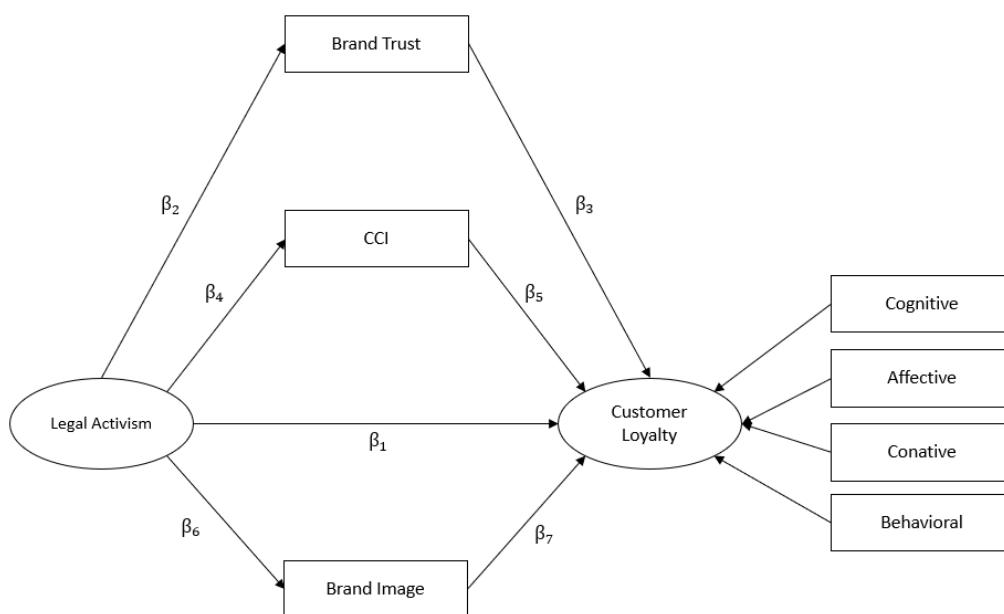 Brand Trust
β₂
β₃
CCI
β₄
β₅
Cognitive
Affective
Legal Activism
Customer
Loyalty
β₁
Conative
β₆
β₇
Behavioral
Brand Image